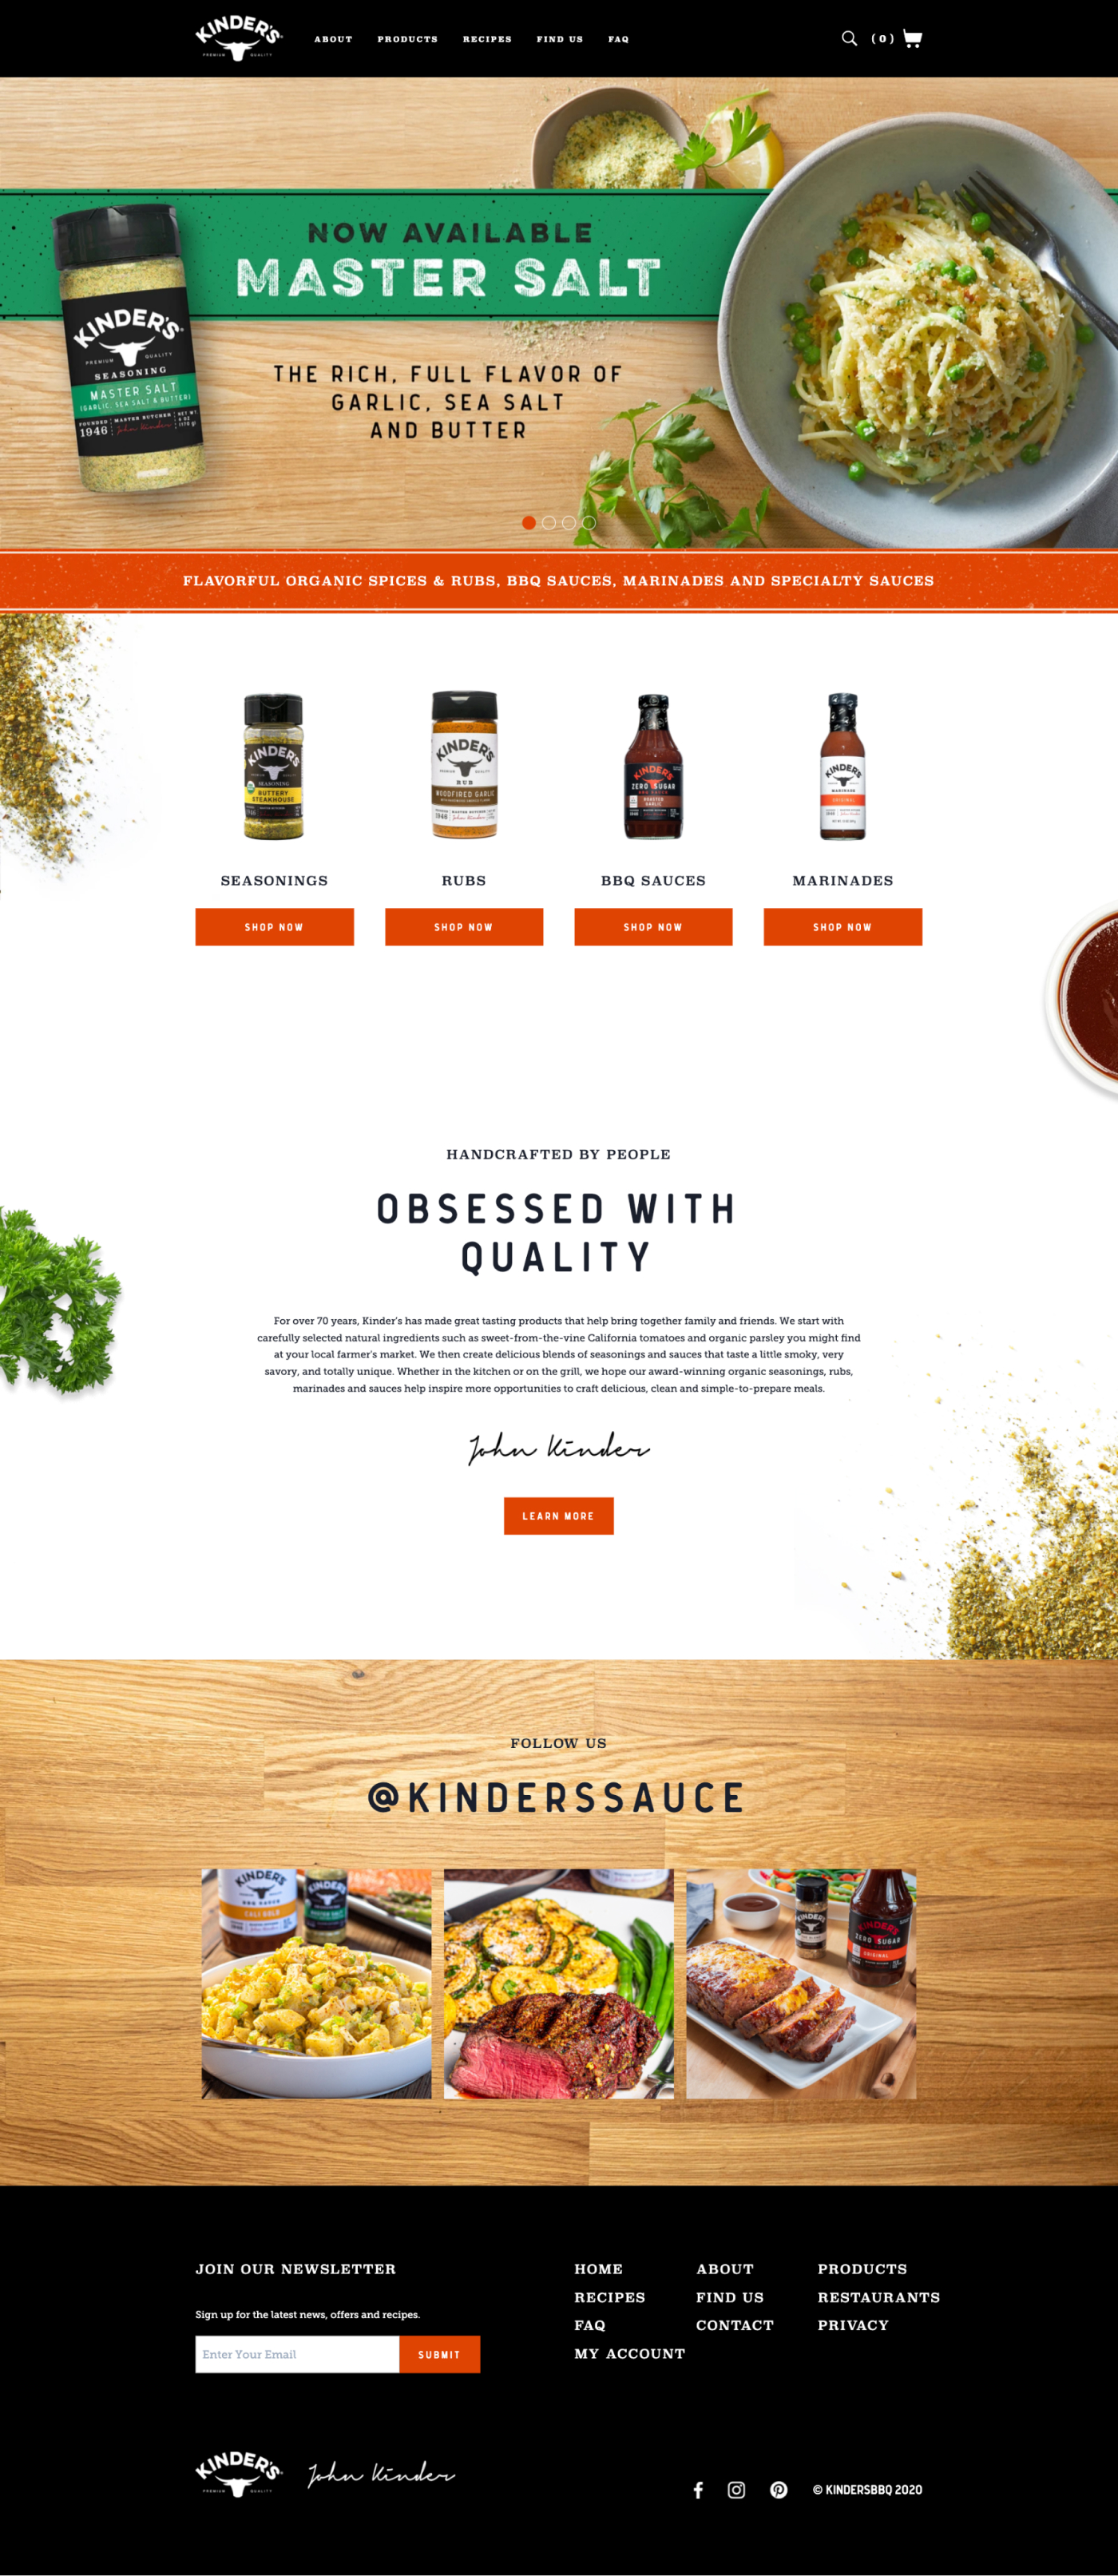 KINDER'S
PREMIUM QUALITY
ABOUT PRODUCTS RECIPES FIND US FAQ
( 0 )
NOW AVAILABLE
MASTER SALT
THE RICH, FULL FLAVOR OF
GARLIC, SEA SALT
AND BUTTER
KINDER'S
PREMIUM QUALITY
SEASONING
MASTER SALT
(GARLIC, SEA SALT & BUTTER)
FOUNDED MASTER BUTCHER
1946 John Kinder
FLAVORFUL ORGANIC SPICES & RUBS, BBQ SAUCES, MARINADES AND SPECIALTY SAUCES
KINDER'S
SEASONING
BUTTERY
STEAKHOUSE
KINDER'S
PREMIUM QUALITY
RUB
WOODFIRED GARLIC
1946 John Kinder
KINDER'S
ZERO SUGAR
BBQ SAUCE
ROASTED
GARLIC
KINDER'S
MARINADE
ORIGINAL
SEASONINGS RUBS BBQ SAUCES MARINADES
SHOP NOW SHOP NOW SHOP NOW SHOP NOW
HANDCRAFTED BY PEOPLE
OBSESSED WITH
QUALITY
For over 70 years, Kinder's has made great tasting products that help bring together family and friends. We start with
carefully selected natural ingredients such as sweet-from-the-vine California tomatoes and organic parsley you might find
at your local farmer's market. We then create delicious blends of seasonings and sauces that taste a little smoky, very
savory, and totally unique. Whether in the kitchen or on the grill, we hope our award-winning organic seasonings, rubs,
marinades and sauces help inspire more opportunities to craft delicious, clean and simple-to-prepare meals.
John Kinder
LEARN MORE
FOLLOW US
@KINDERSSAUCE
KINDER'S
BBQ SAUCE
CALI GOLD
KINDER'S
MASTER SALT
KINDER'S
KINDER'S
ZERO SUGAR
ORIGINAL
JOIN OUR NEWSLETTER
Sign up for the latest news, offers and recipes.
Enter Your Email SUBMIT
HOME ABOUT PRODUCTS
RECIPES FIND US RESTAURANTS
FAQ CONTACT PRIVACY
MY ACCOUNT
KINDER'S
PREMIUM QUALITY
John Kinder
© KINDERSBBQ 2020